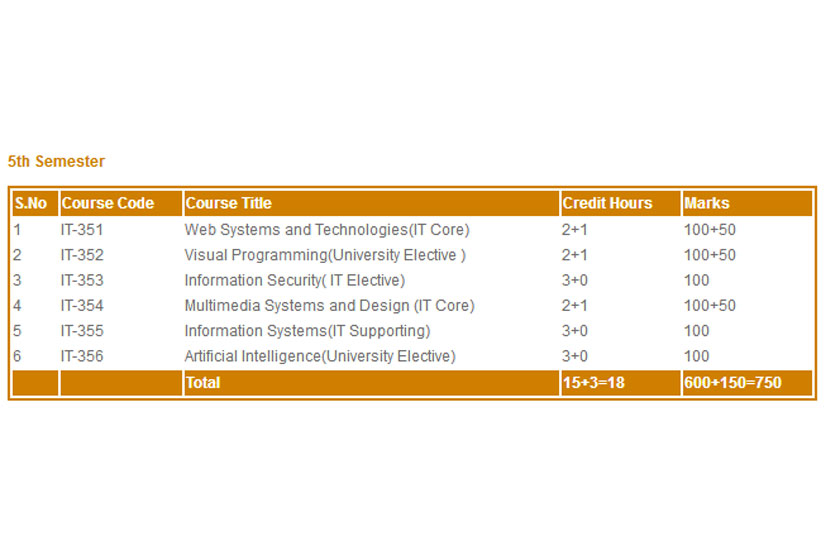 5th Semester
S.No Course Code Course Title Credit Hours Marks
1 IT-351 Web Systems and Technologies(IT Core) 2+1 100+50
2 IT-352 Visual Programming(University Elective ) 2+1 100+50
3 IT-353 Information Security( IT Elective) 3+0 100
4 IT-354 Multimedia Systems and Design (IT Core) 2+1 100+50
5 IT-355 Information Systems(IT Supporting) 3+0 100
6 IT-356 Artificial Intelligence(University Elective) 3+0 100
Total 15+3=18 600+150=750